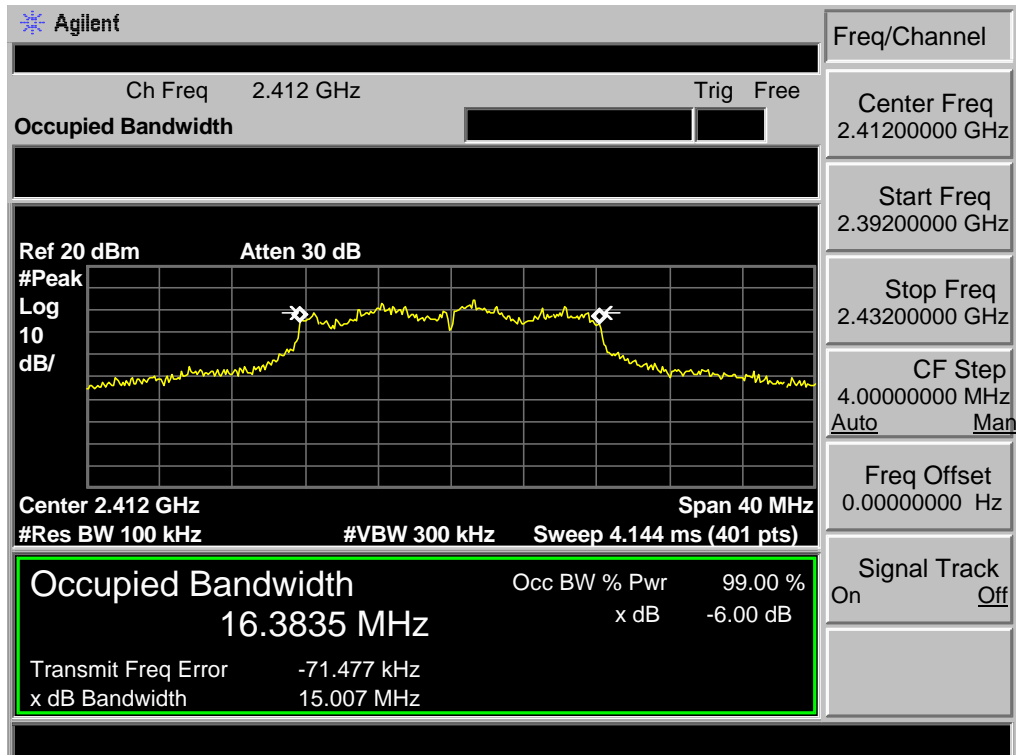 Agilent
Freq/Channel
Ch Freq 2.412 GHz Trig Free
Occupied Bandwidth
Center Freq
2.41200000 GHz
Start Freq
2.39200000 GHz
Ref 20 dBm Atten 30 dB
#Peak
Log
10
dB/
Stop Freq
2.43200000 GHz
CF Step
4.00000000 MHz
Auto Man
Center 2.412 GHz Span 40 MHz
#Res BW 100 kHz #VBW 300 kHz Sweep 4.144 ms (401 pts)
Freq Offset
0.00000000 Hz
Occupied Bandwidth
16.3835 MHz
Occ BW % Pwr 99.00 %
x dB -6.00 dB
Transmit Freq Error -71.477 kHz
x dB Bandwidth 15.007 MHz
Signal Track
On Off